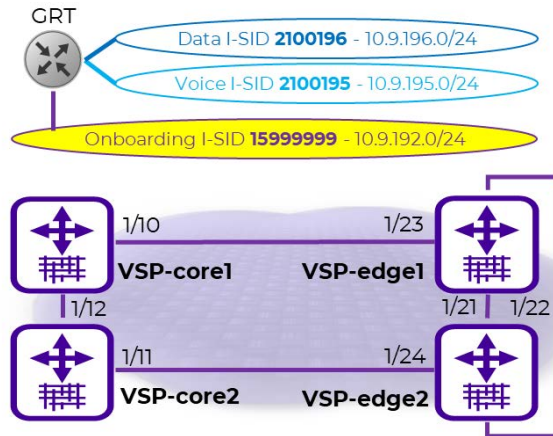 GRT
Data I-SID 2100196 - 10.9.196.0/24
Voice I-SID 2100195 - 10.9.195.0/24
Onboarding I-SID 15999999 - 10.9.192.0/24
1/10
1/23
VSP-core1
VSP-edge1
1/12
1/21
1/22
1/11
1/24
VSP-core2
VSP-edge2